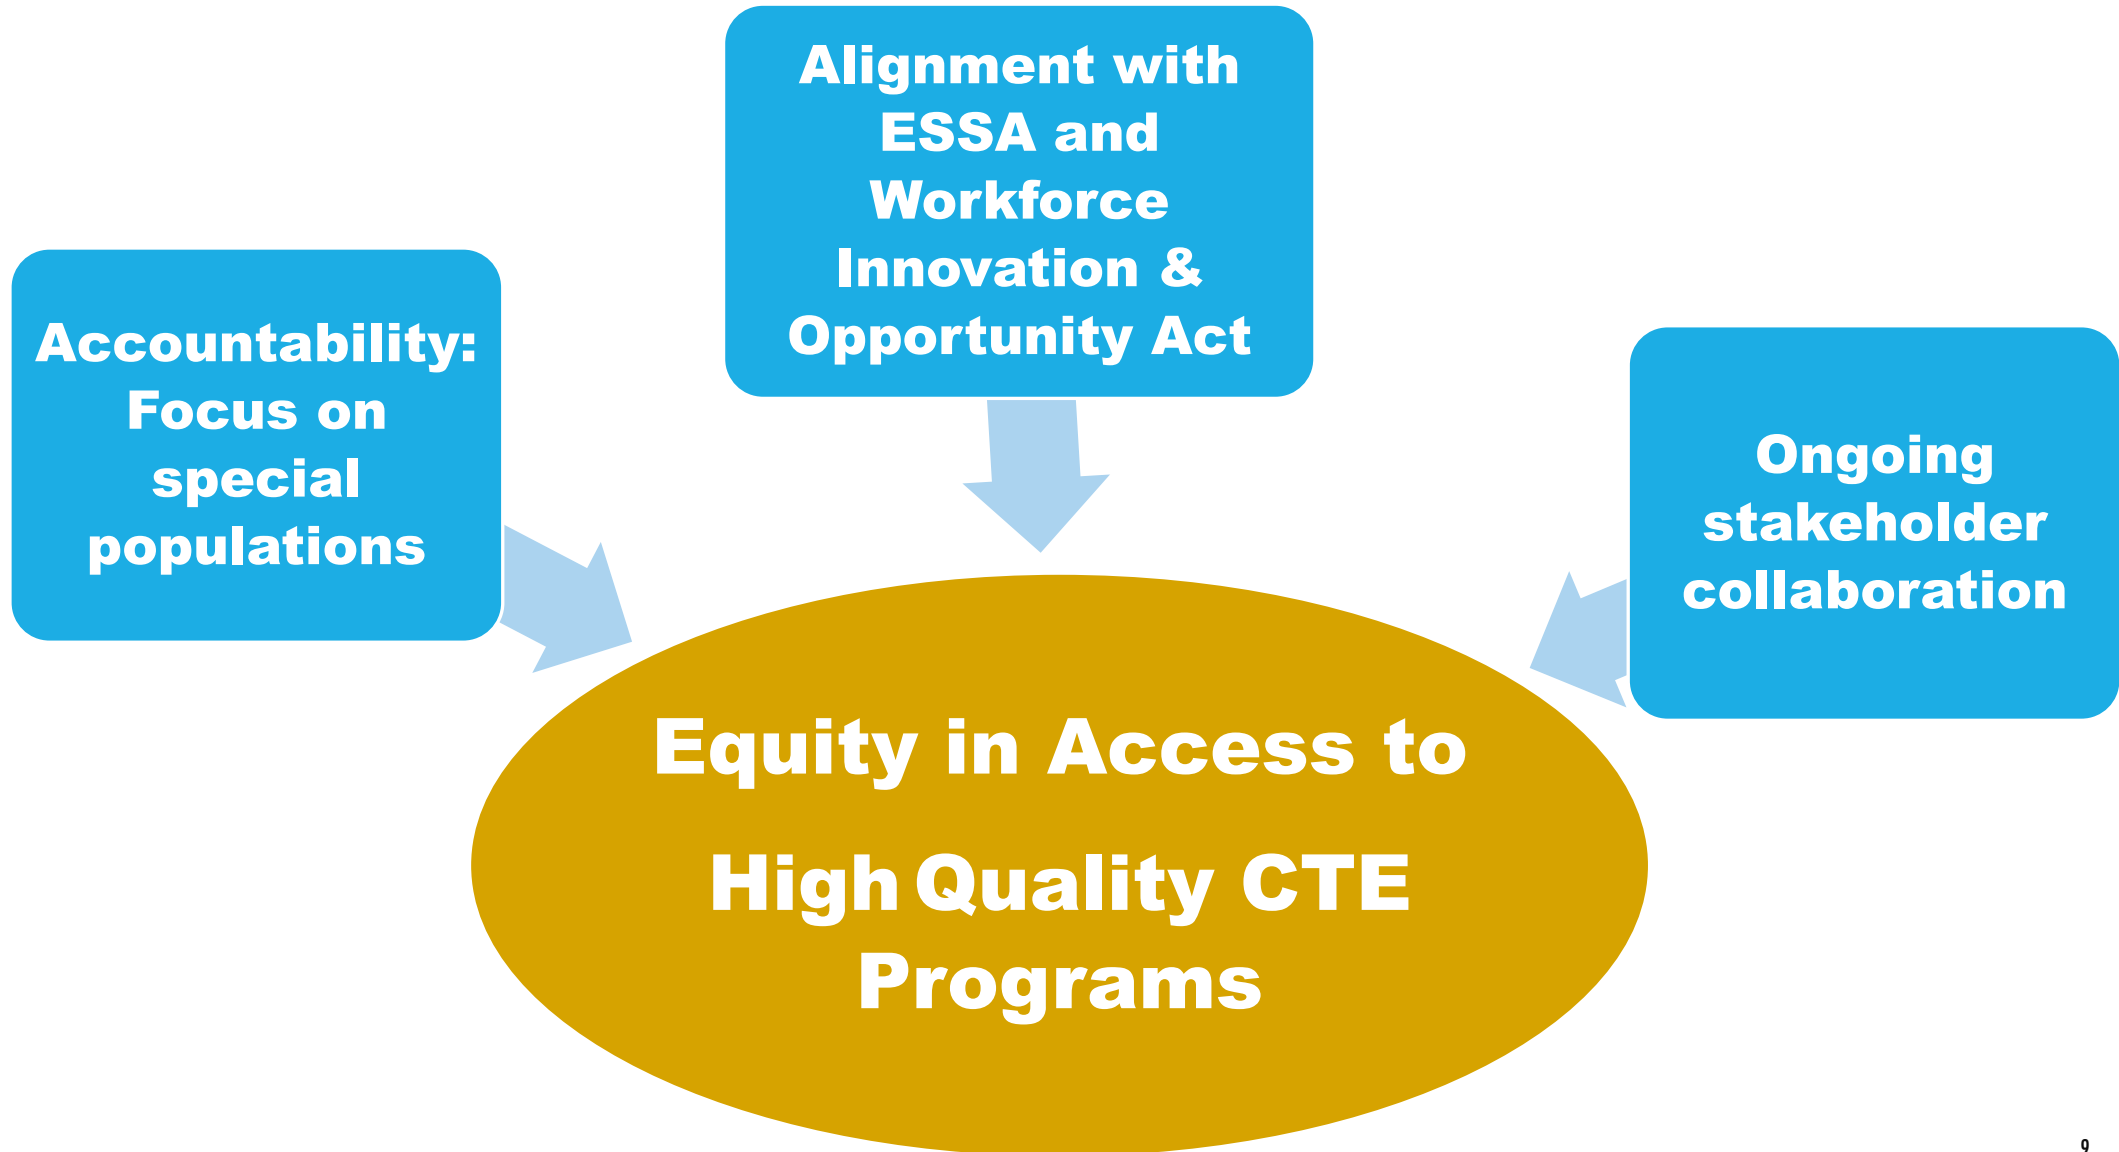 Alignment with
ESSA and
Workforce
Innovation &
Opportunity Act
Accountability:
Focus on
special
populations
Ongoing
stakeholder
collaboration
Equity in Access to
High Quality CTE
Programs
9